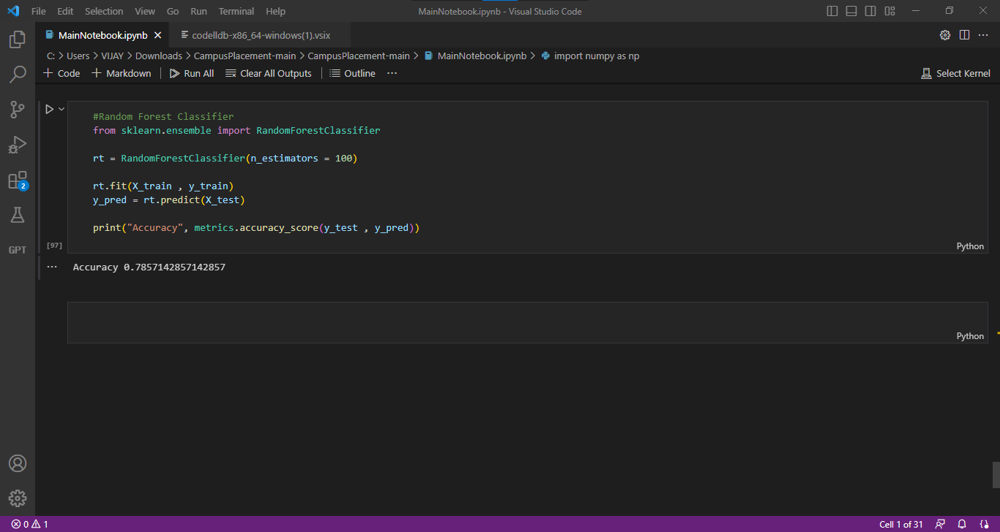 File Edit Selection View Go Run Terminal Help MainNotebook.ipynb - Visual Studio Code
MainNotebook.ipynb codelldb-x86_64-windows(1).vsix
C: > Users > VIJAY > Downloads > CampusPlacement-main > CampusPlacement-main > MainNotebook.ipynb > import numpy as np
+ Code + Markdown Run All Clear All Outputs Outline ... Select Kernel
#Random Forest Classifier
from sklearn.ensemble import RandomForestClassifier
rt = RandomForestClassifier(n_estimators = 100)
rt.fit(X_train , y_train)
y_pred = rt.predict(X_test)
print("Accuracy", metrics.accuracy_score(y_test , y_pred))
[97] Python
... Accuracy 0.7857142857142857
Python
2
GPT
0 1 Cell 1 of 31